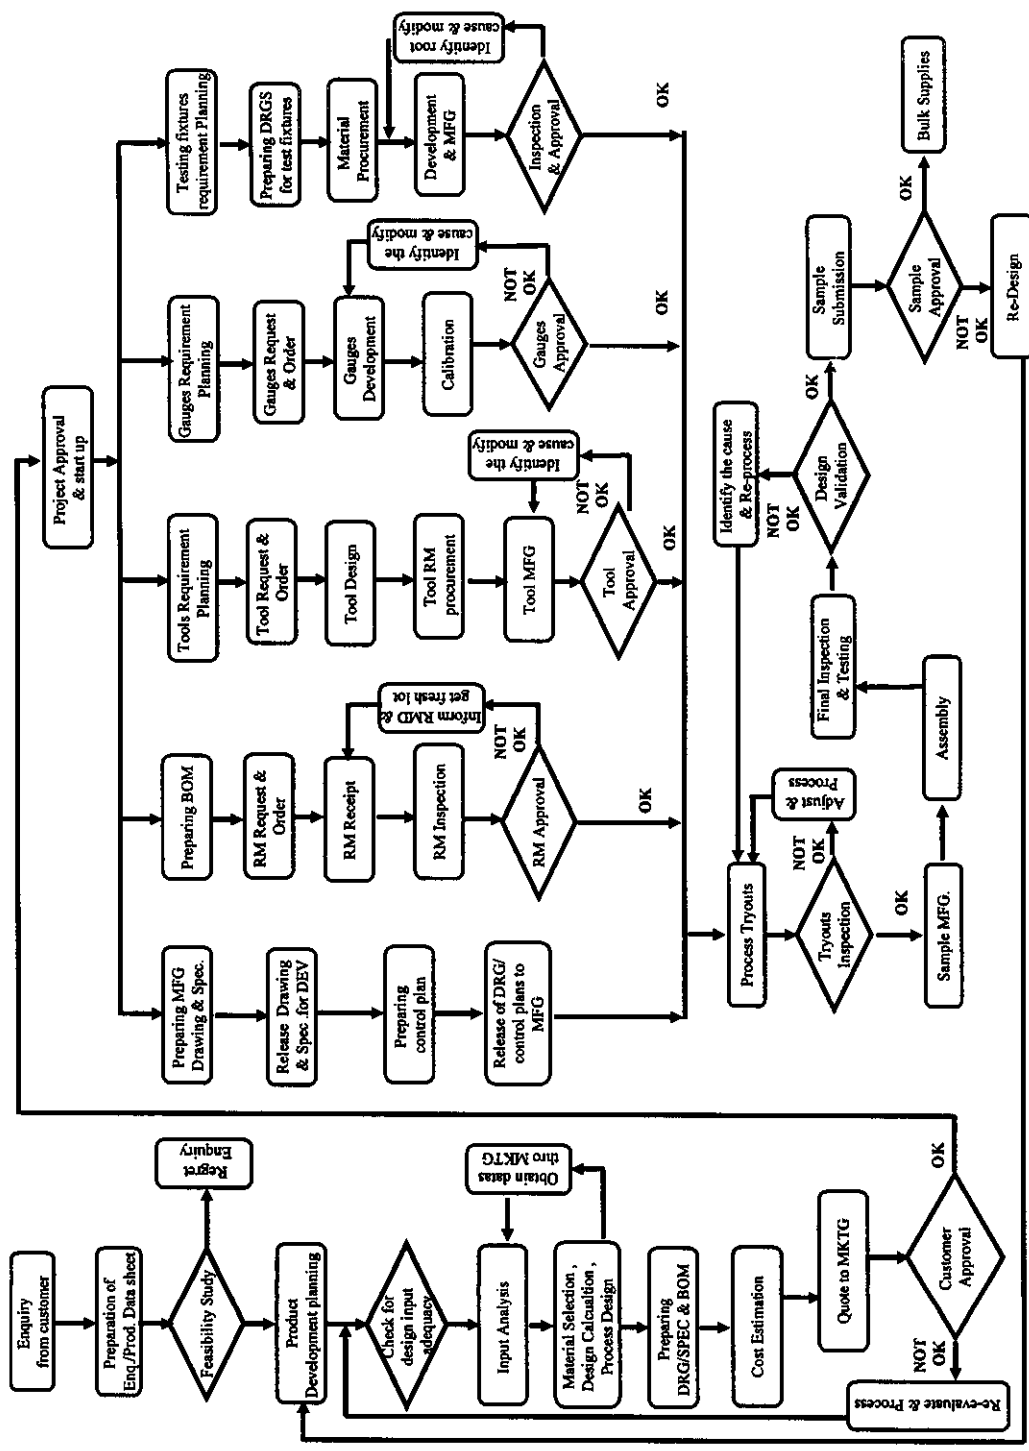 Enquiry
from customer
Preparation of
Enq./Prod. Data sheet
Feasibility Study
Regret
Enquiry
Product
Development planning
Check for
design input
adequacy
Input Analysis
Obtain datas
thro MKTG
Material Selection ,
Design Calcualtion ,
Process Design
Preparing
DRG/SPEC & BOM
Cost Estimation
Quote to MKTG
Customer
Approval
NOT
OK
Re-evaluate & Process
OK
Project Approval
& start up
Preparing MFG
Drawing & Spec.
Release Drawing
& Spec .for DEV
Preparing
control plan
Release of DRG/
control plans to
MFG
Preparing BOM
RM Request &
Order
RM Receipt
RM Inspection
RM Approval
NOT
OK
Inform RMD &
get fresh lot
OK
Tools Requirement
Planning
Tool Request &
Order
Tool Design
Tool RM
procurement
Tool MFG
Tool
Approval
NOT
OK
Identify the
cause & modify
OK
Gauges Requirement
Planning
Gauges Request
& Order
Gauges
Development
Calibration
Gauges
Approval
NOT
OK
Identify the
cause & modify
OK
Testing fixtures
requirement Planning
Preparing DRGS
for test fixtures
Material
Procurement
Development
& MFG
Inspection
& Approval
Identify root
cause & modify
OK
Process Tryouts
Tryouts
Inspection
NOT
OK
Adjust &
Process
OK
Sample MFG.
Assembly
Final Inspection
& Testing
Design
Validation
NOT
OK
Identify the cause
& Re-process
OK
Sample
Submission
Sample
Approval
OK
Bulk Supplies
NOT
OK
Re-Design